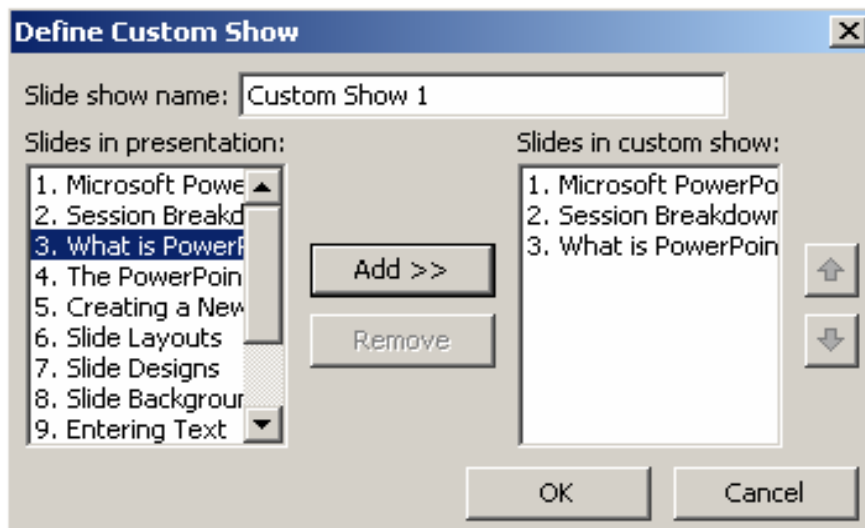 Define Custom Show
Slide show name: Custom Show 1
Slides in presentation:
1. Microsoft Powe
2. Session Breakd
3. What is PowerP
4. The PowerPoin
5. Creating a New
6. Slide Layouts
7. Slide Designs
8. Slide Backgrour
9. Entering Text
Add >>
Remove
Slides in custom show:
1. Microsoft PowerPo
2. Session Breakdowr
3. What is PowerPoin
OK
Cancel